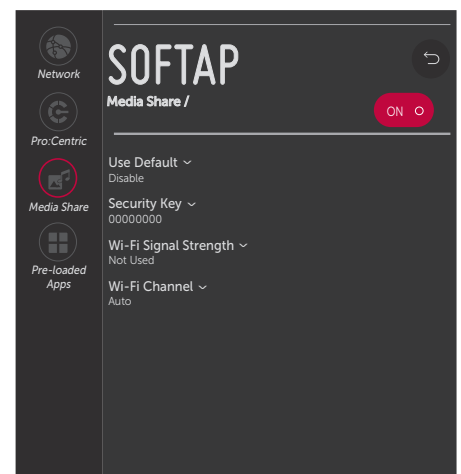 Network
Pro:Centric
Media Share
Pre-loaded
Apps
SOFTAP
Media Share /
ON
Use Default
Disable
Security Key
00000000
Wi-Fi Signal Strength
Not Used
Wi-Fi Channel
Auto